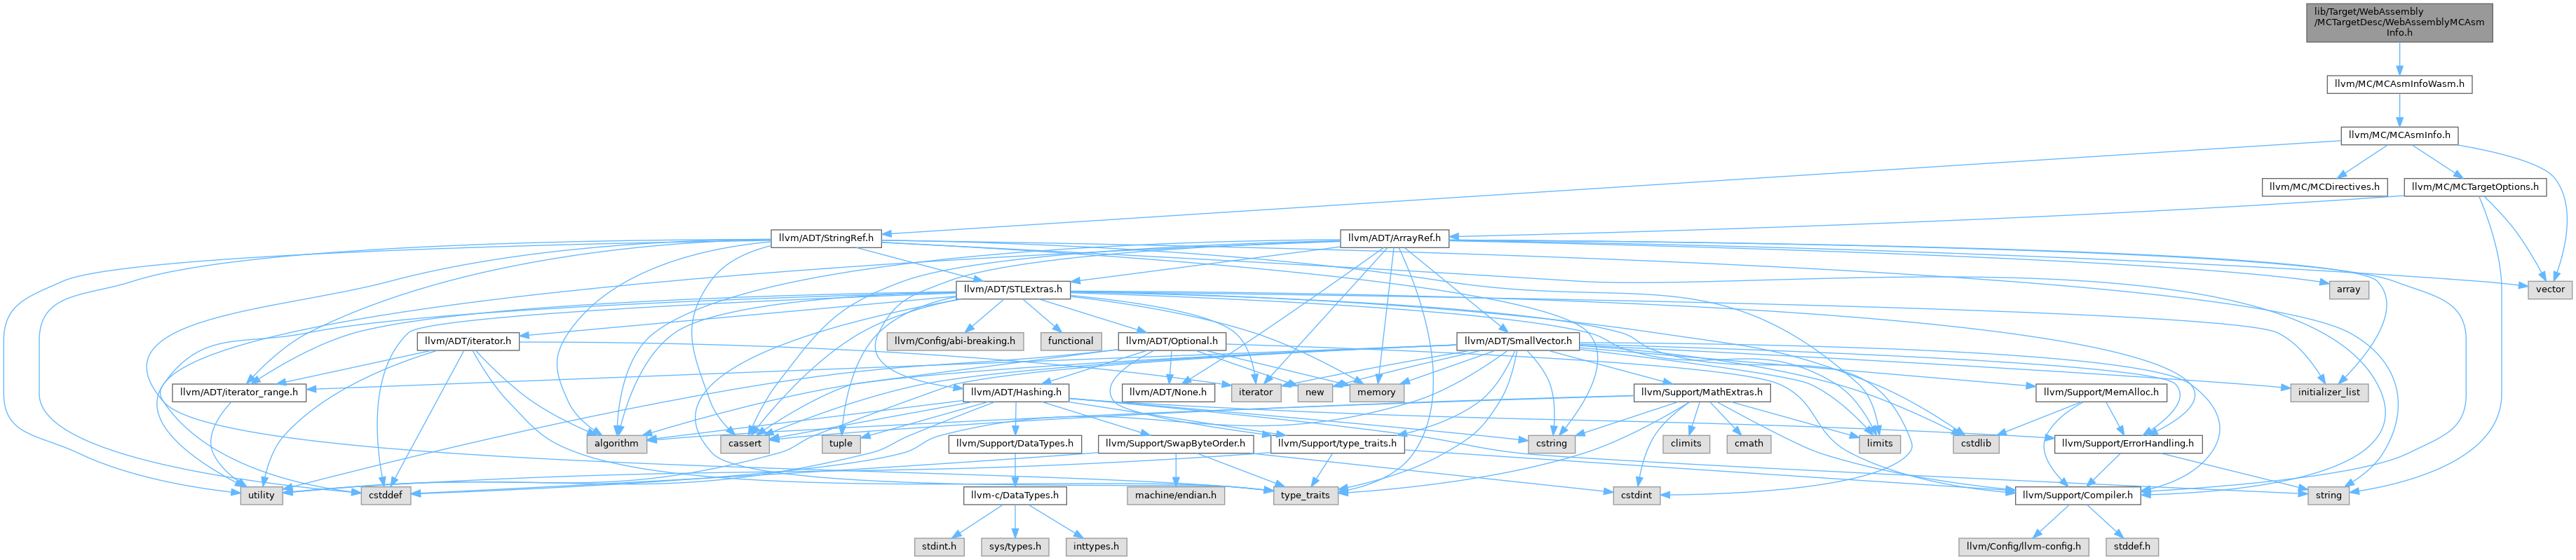 lib/Target/WebAssembly
/MCTargetDesc/WebAssemblyMCAsm
Info.h
llvm/MC/MCAsmInfoWasm.h
llvm/MC/MCAsmInfo.h
llvm/MC/MCDirectives.h
llvm/MC/MCTargetOptions.h
llvm/ADT/StringRef.h
llvm/ADT/ArrayRef.h
llvm/ADT/STLExtras.h
array
vector
llvm/ADT/iterator.h
llvm/Config/abi-breaking.h
functional
llvm/ADT/Optional.h
llvm/ADT/SmallVector.h
llvm/ADT/iterator_range.h
llvm/ADT/Hashing.h
llvm/ADT/None.h
iterator
new
memory
llvm/Support/MathExtras.h
llvm/Support/MemAlloc.h
initializer_list
algorithm
cassert
tuple
llvm/Support/DataTypes.h
llvm/Support/SwapByteOrder.h
llvm/Support/type_traits.h
cstring
climits
cmath
limits
cstdlib
llvm/Support/ErrorHandling.h
utility
cstddef
llvm-c/DataTypes.h
machine/endian.h
type_traits
cstdint
llvm/Support/Compiler.h
string
stdint.h
sys/types.h
inttypes.h
llvm/Config/llvm-config.h
stddef.h